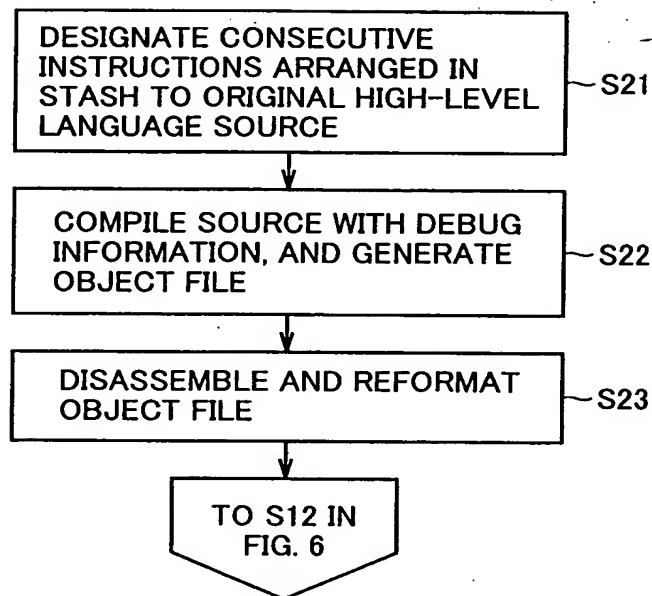 DESIGNATE CONSECUTIVE
INSTRUCTIONS ARRANGED IN
STASH TO ORIGINAL HIGH-LEVEL
LANGUAGE SOURCE
S21
COMPILE SOURCE WITH DEBUG
INFORMATION, AND GENERATE
OBJECT FILE
S22
DISASSEMBLE AND REFORMAT
OBJECT FILE
S23
TO S12 IN
FIG. 6